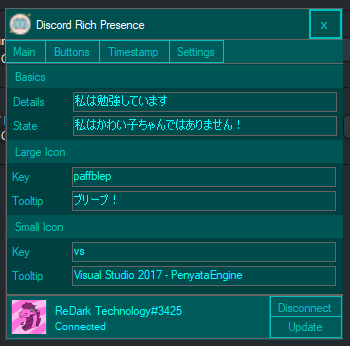 Discord Rich Presence
x
Main
Buttons
Timestamp
Settings
Basics
Details 私は勉強しています
State 私はかわい子ちゃんではありません！
Large Icon
Key paffblep
Tooltip ブリープ！
Small Icon
Key vs
Tooltip Visual Studio 2017 - PenyataEngine
ReDark Technology#3425
Connected
Disconnect
Update